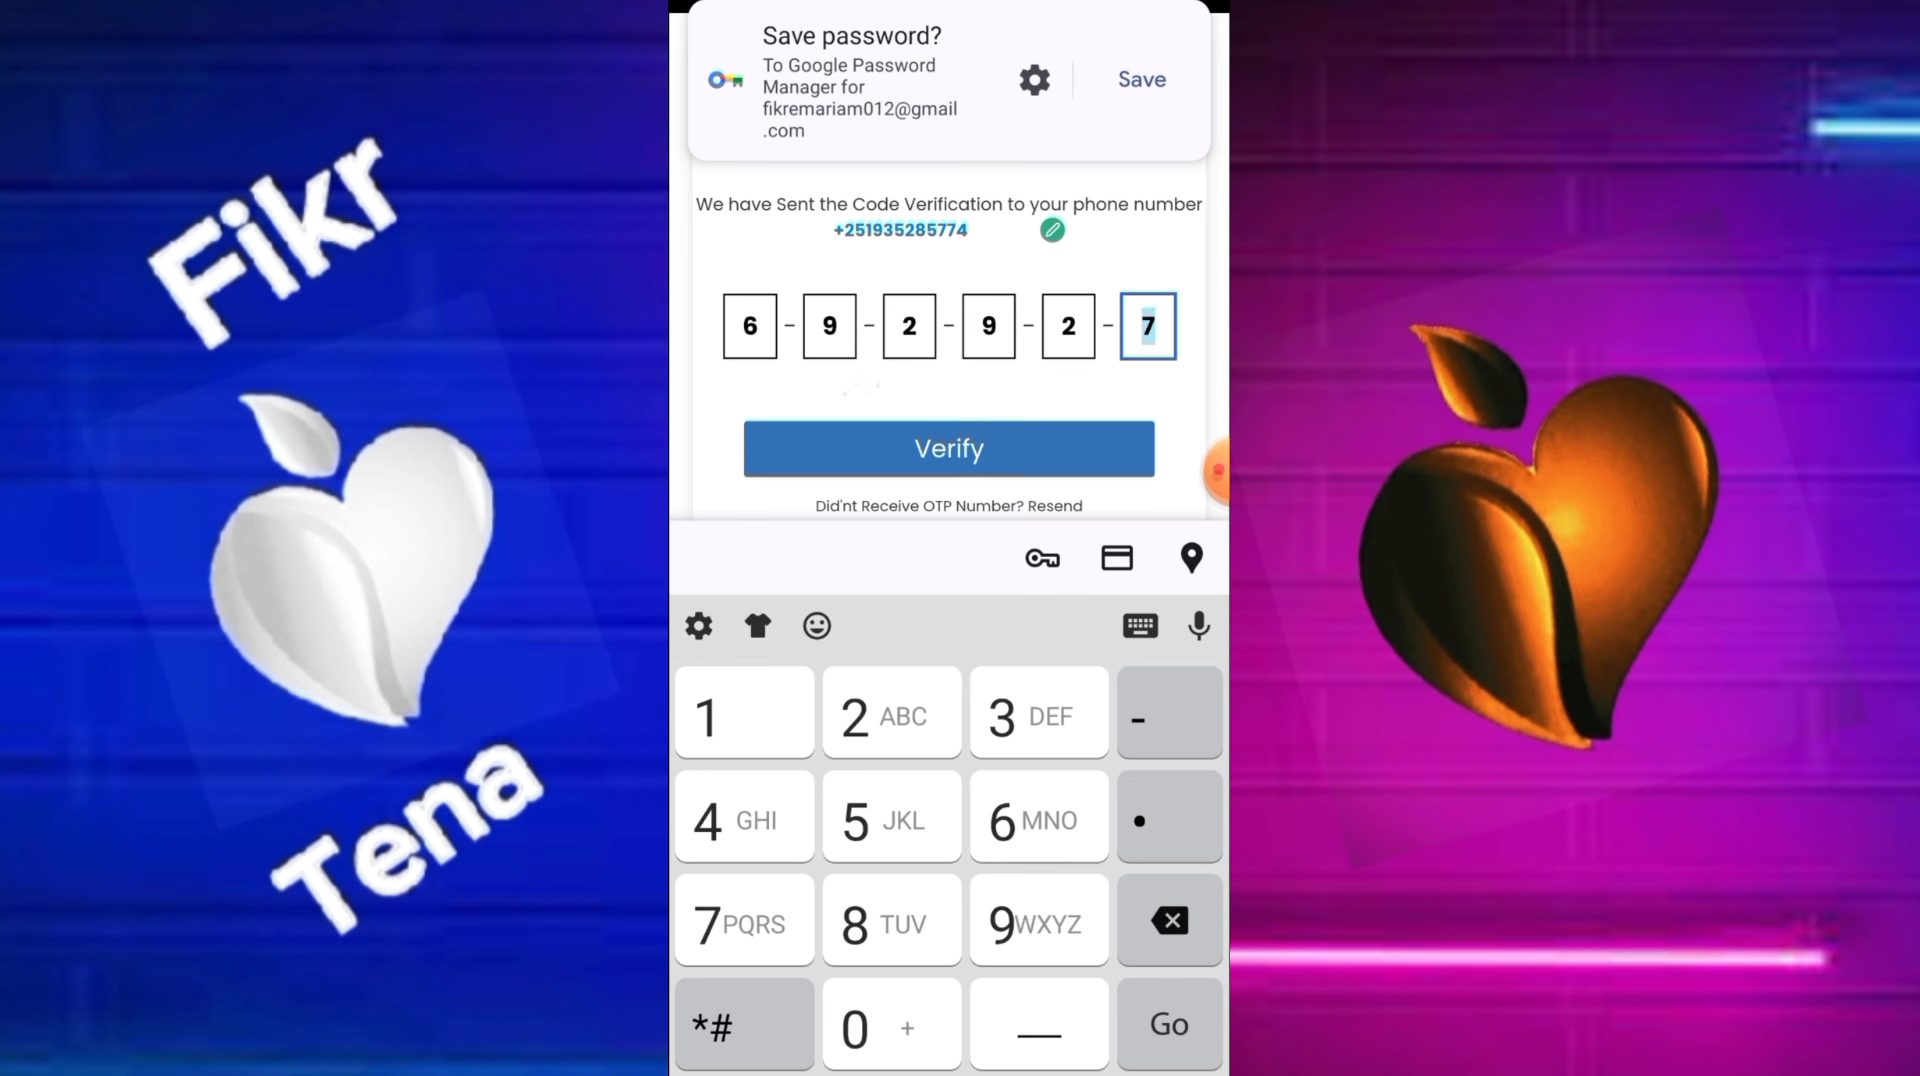 Fikr
Tena
Save password?
To Google Password
Manager for
fikremariam012@gmail
.com
Save
We have Sent the Code Verification to your phone number
+251935285774
6 - 9 - 2 - 9 - 2 - 7
Verify
Did'nt Receive OTP Number? Resend
1 2 ABC 3 DEF -
4 GHI 5 JKL 6 MNO •
7 PQRS 8 TUV 9 WXYZ
*# 0 + Go